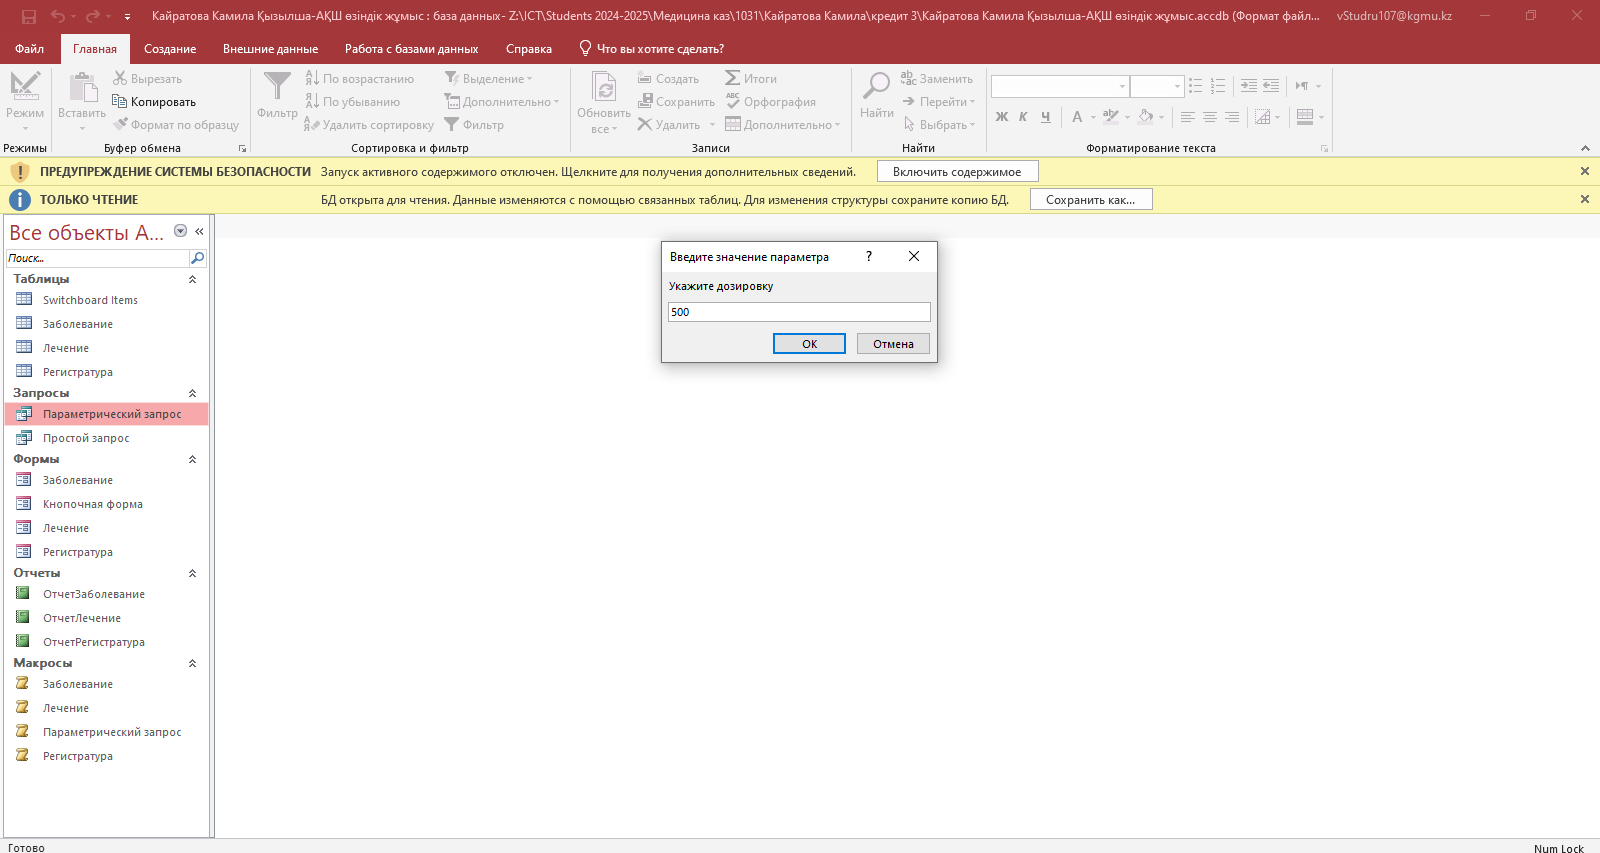 Кайратова Камила Қызылша-АҚШ өзіндік жұмыс : база данных- Z:\ICT\Students 2024-2025\Медицина каз\1031\Кайратова Камила\кредит 3\Кайратова Камила Қызылша-АҚШ өзіндік жұмыс.accdb (Формат файл... vStudru107@kgmu.kz
Файл Главная Создание Внешние данные Работа с базами данных Справка Что вы хотите сделать?
Режим
Режимы
Вставить
Вырезать
Копировать
Формат по образцу
Буфер обмена
Фильтр
По возрастанию
По убыванию
Удалить сортировку
Выделение
Дополнительно
Фильтр
Сортировка и фильтр
Обновить
все
Создать
Сохранить
Удалить
Итоги
Орфография
Дополнительно
Записи
Найти
Заменить
Перейти
Выбрать
Найти
Ж К Ч А
Форматирование текста
ПРЕДУПРЕЖДЕНИЕ СИСТЕМЫ БЕЗОПАСНОСТИ Запуск активного содержимого отключен. Щелкните для получения дополнительных сведений. Включить содержимое
ТОЛЬКО ЧТЕНИЕ БД открыта для чтения. Данные изменяются с помощью связанных таблиц. Для изменения структуры сохраните копию БД. Сохранить как...
Все объекты A...
Поиск...
Таблицы
Switchboard Items
Заболевание
Лечение
Регистратура
Запросы
Параметрический запрос
Простой запрос
Формы
Заболевание
Кнопочная форма
Лечение
Регистратура
Отчеты
ОтчетЗаболевание
ОтчетЛечение
ОтчетРегистратура
Макросы
Заболевание
Лечение
Параметрический запрос
Регистратура
Введите значение параметра ?
Укажите дозировку
500
ОК Отмена
Готово Num Lock